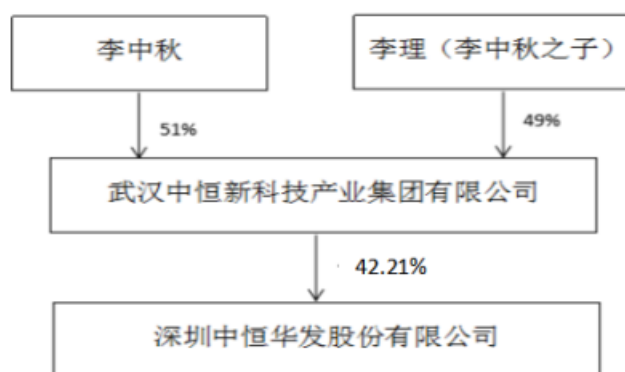 李中秋
李理（李中秋之子）
51%
49%
武汉中恒新科技产业集团有限公司
42.21%
深圳中恒华发股份有限公司